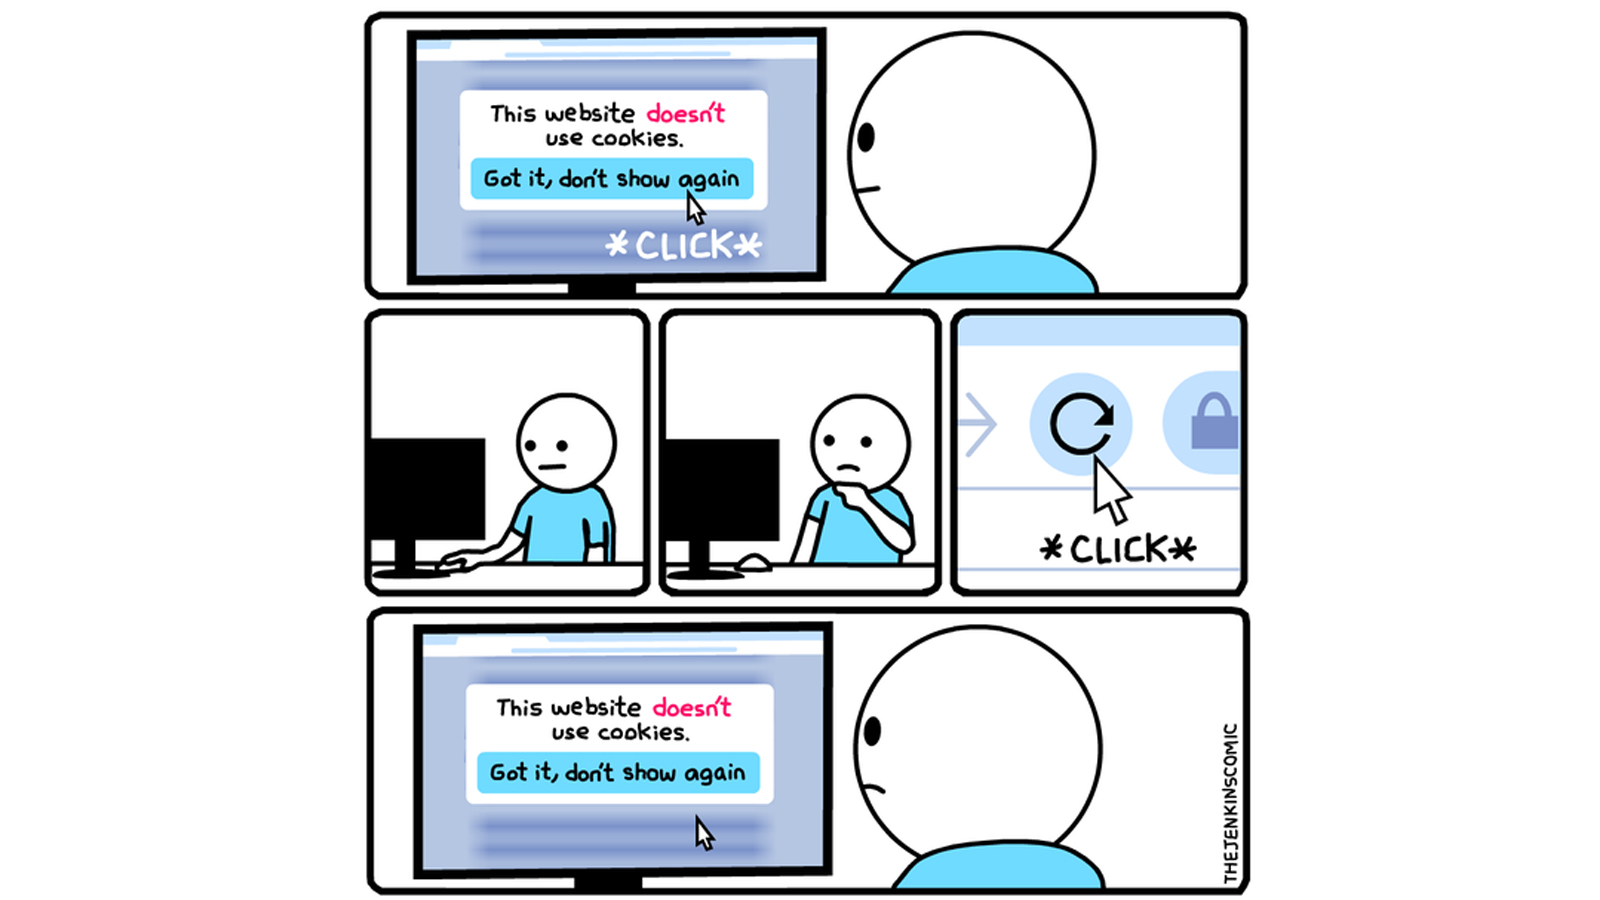 This website doesn't
use cookies.
Got it, don't show again
*CLICK*
*CLICK*
This website doesn't
use cookies.
Got it, don't show again
THEJENKINSCOMIC